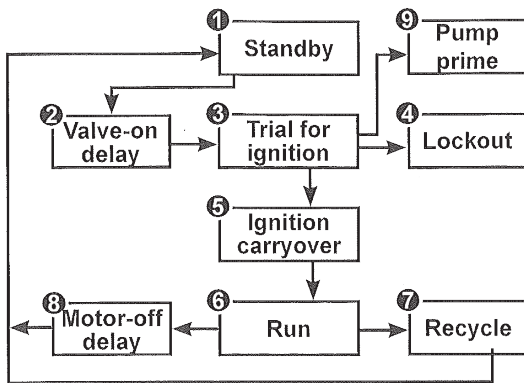 1
Standby
9
Pump
prime
2
Valve-on
delay
3
Trial for
ignition
4
Lockout
5
Ignition
carryover
8
Motor-off
delay
6
Run
7
Recycle